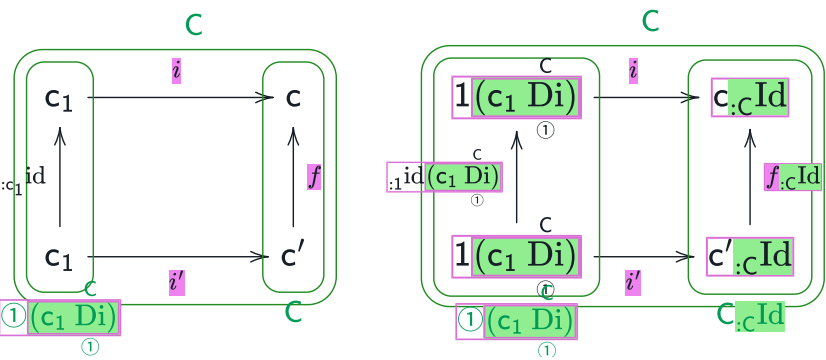 C
i
c₁ c
:c₁id f
c₁ c′
i′
C
① (c₁ Di)
①
C
C
C
i
1(c₁ Di) c:CId
①
C
:1id(c₁ Di) f:CId
①
C
1(c₁ Di) c′:CId
①
i′
C
① (c₁ Di)
①
C:CId